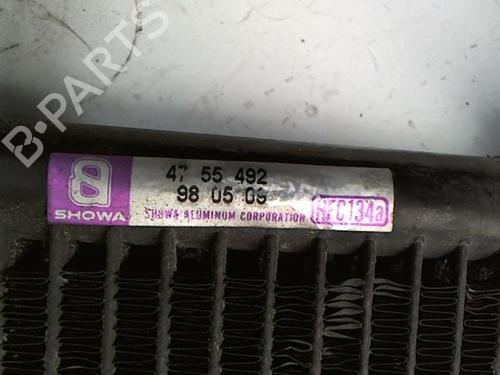 B-PARTS
SHOWA
47 55 492
98 05 09
SHOWA ALUMINUM CORPORATION
HFC134a